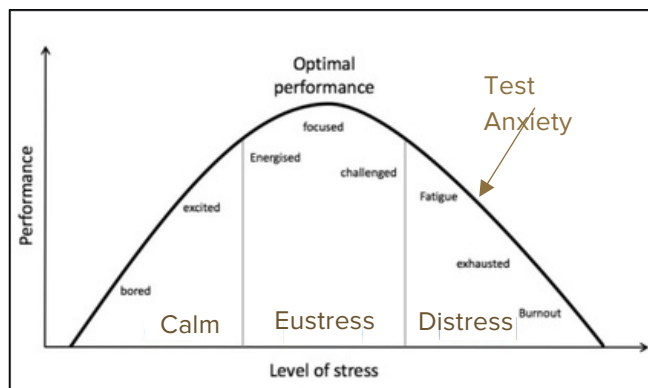 Optimal
performance
Test
Anxiety
focused
Energised
challenged
Fatigue
excited
exhausted
bored
Burnout
Calm
Eustress
Distress
Performance
Level of stress